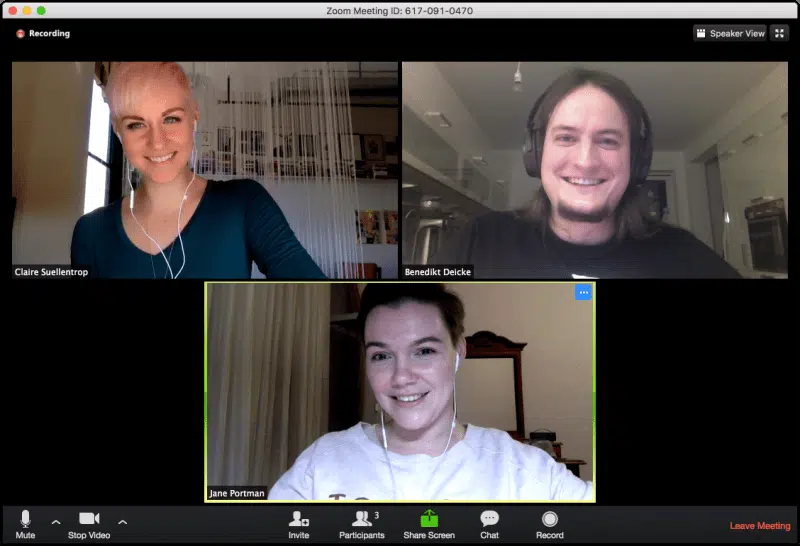 Zoom Meeting ID: 617-091-0470
Recording
Speaker View
Claire Suellentrop
Benedikt Deicke
Jane Portman
Mute
Stop Video
Invite
Participants
3
Share Screen
Chat
Record
Leave Meeting